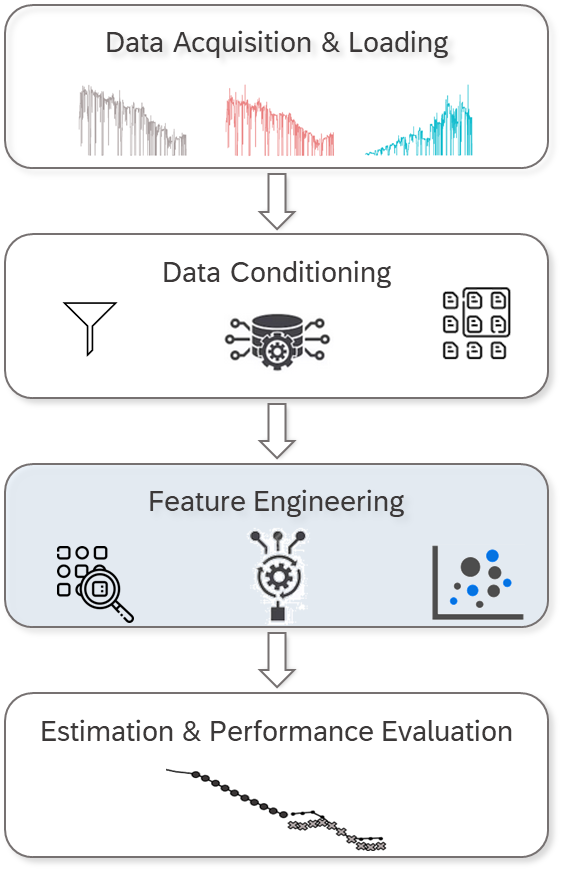 Data Acquisition & Loading
Data Conditioning
Feature Engineering
Estimation & Performance Evaluation